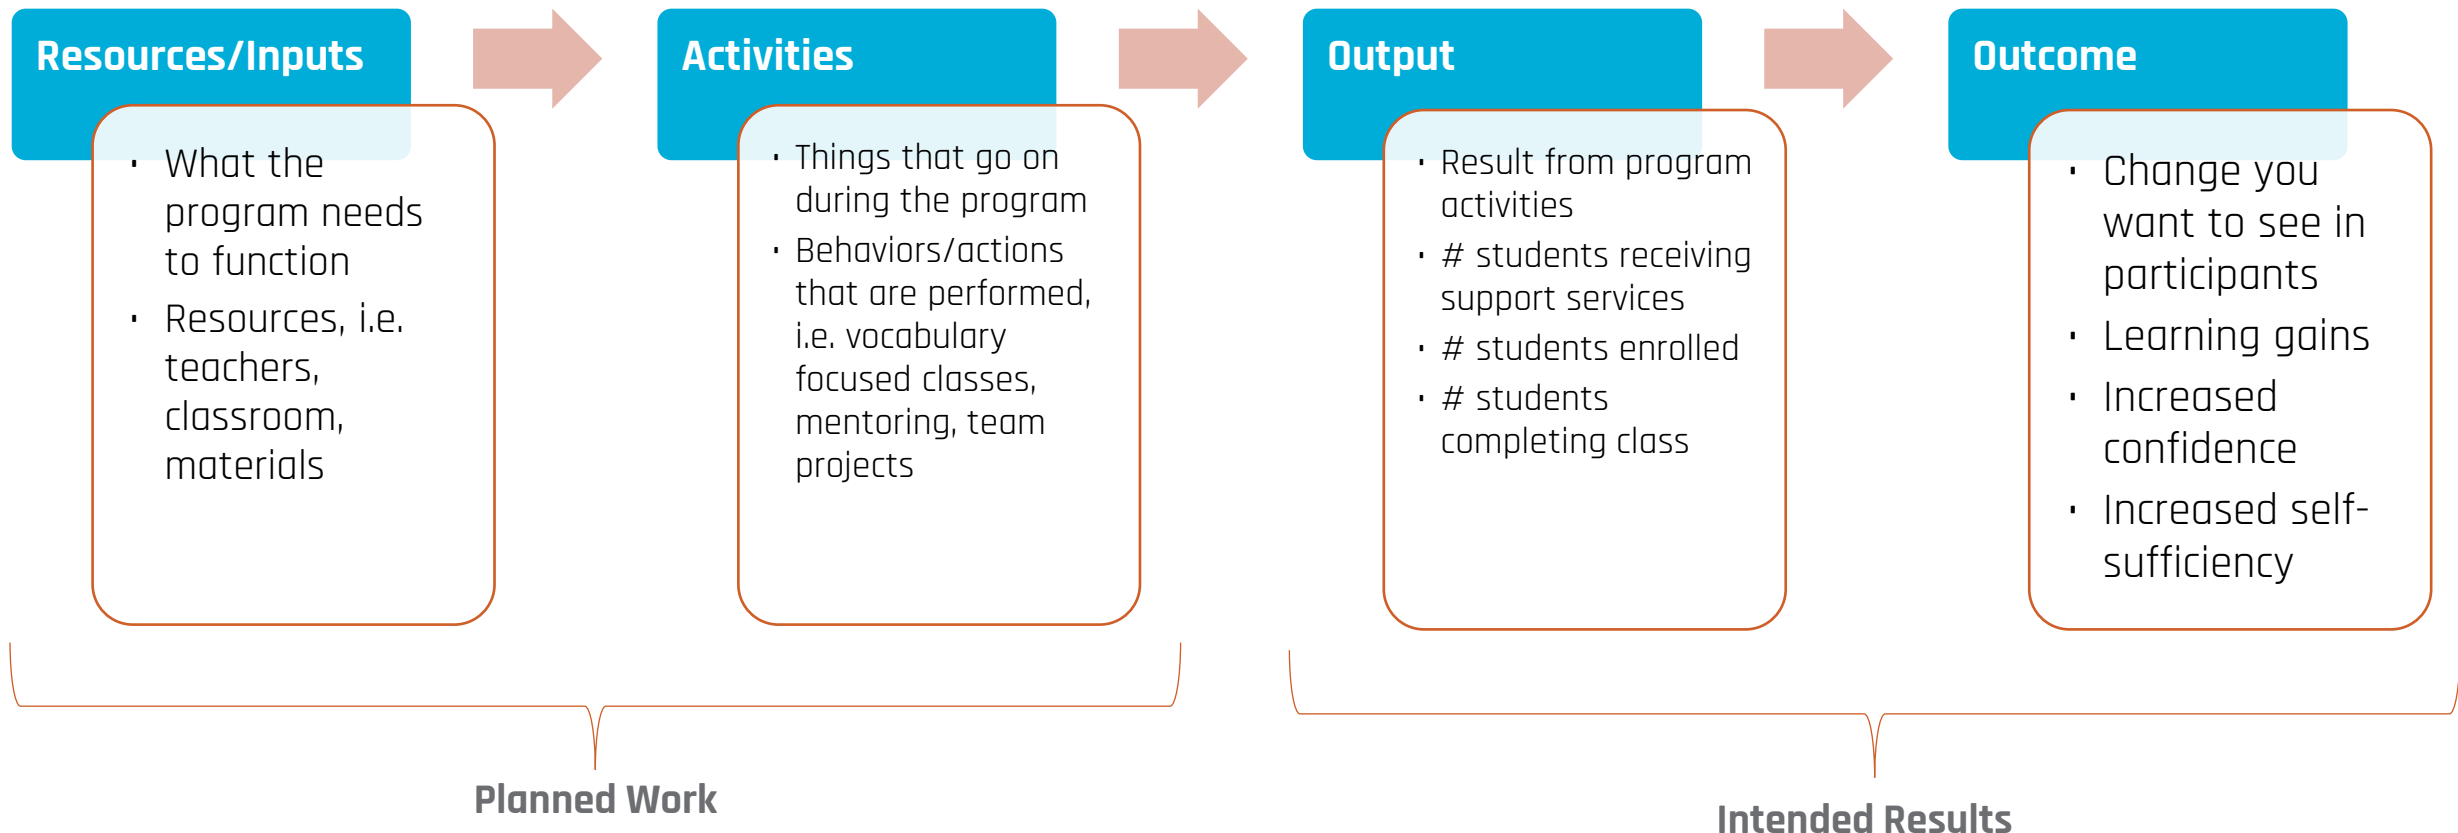 Resources/Inputs
· What the
program needs
to function
· Resources, i.e.
teachers,
classroom,
materials
Activities
· Things that go on
during the program
· Behaviors/actions
that are performed,
i.e. vocabulary
focused classes,
mentoring, team
projects
Output
· Result from program
activities
· # students receiving
support services
· # students enrolled
· # students
completing class
Outcome
· Change you
want to see in
participants
· Learning gains
· Increased
confidence
· Increased self-
sufficiency
Planned Work
Intended Results